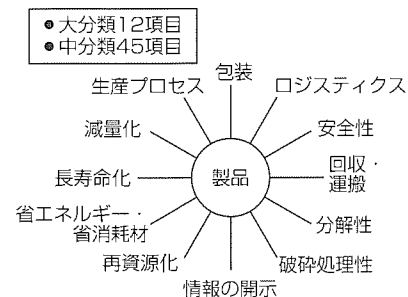 ●大分類12項目
●中分類45項目
包装
生産プロセス
ロジスティクス
減量化
安全性
長寿命化
製品
回収・
運搬
省エネルギー・
省消耗材
分解性
再資源化
破砕処理性
情報の開示